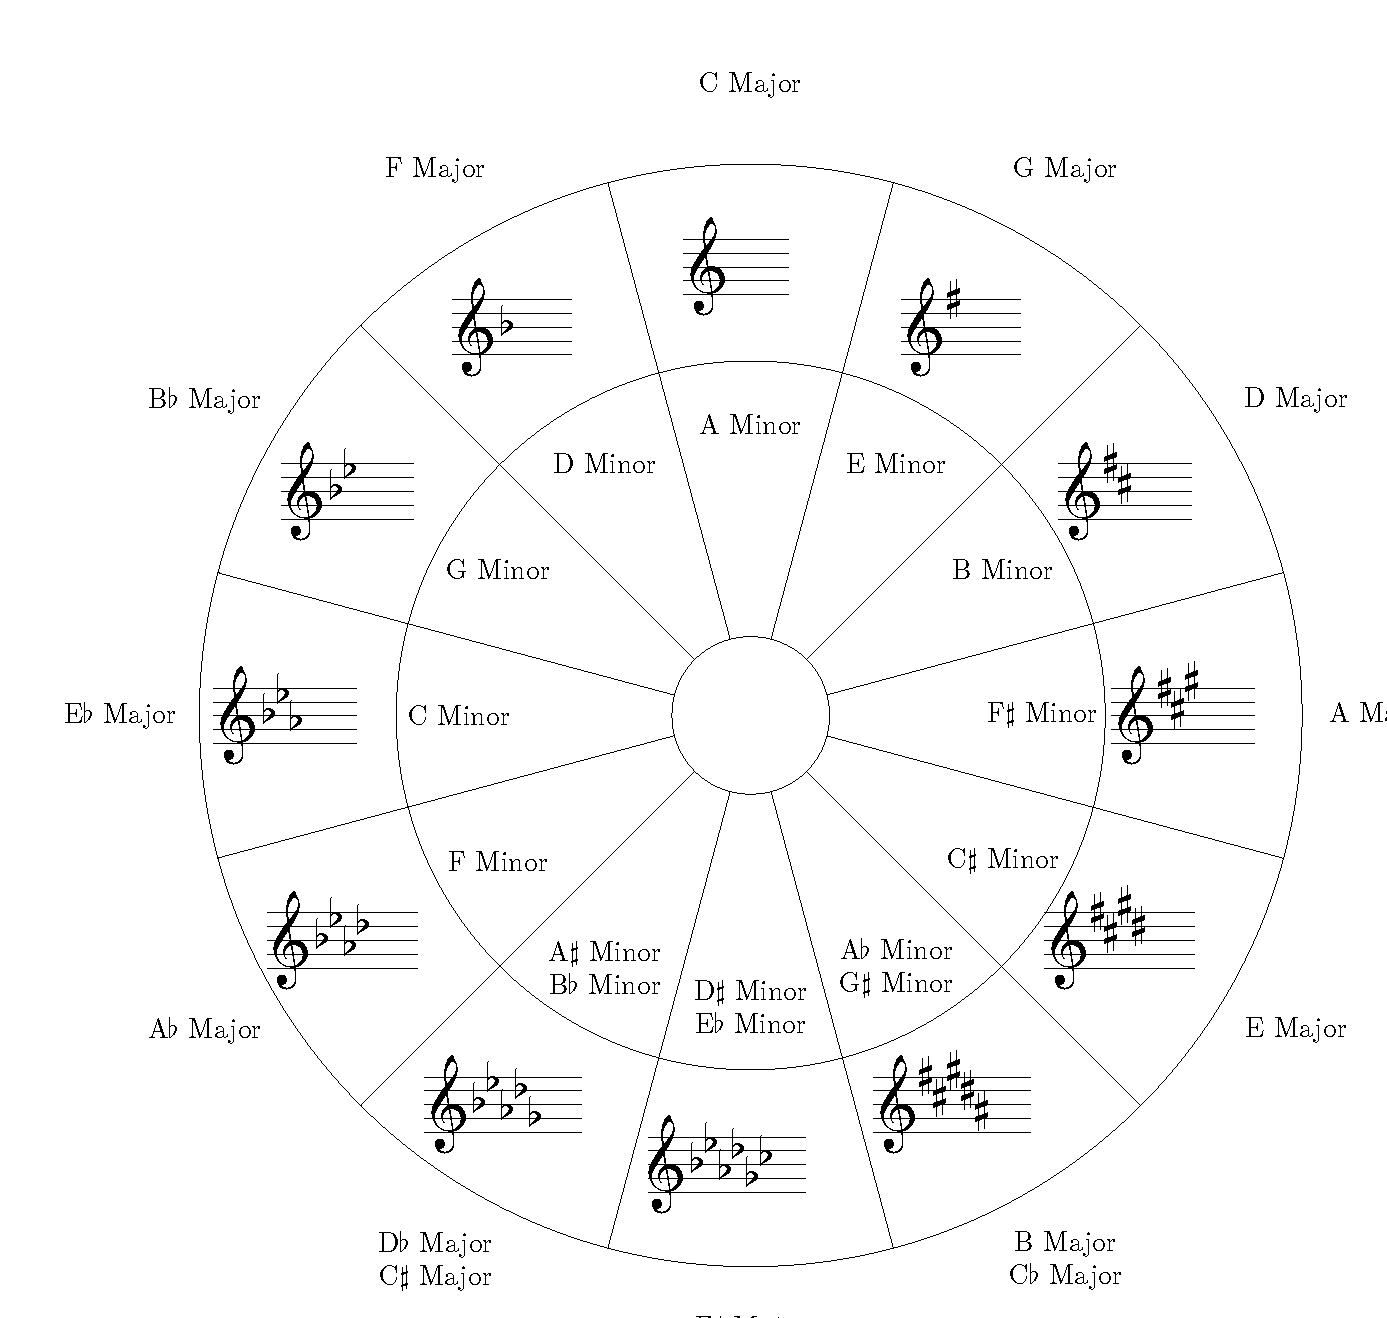 C Major
F Major
G Major
B♭ Major
D Major
A Minor
D Minor
E Minor
G Minor
B Minor
E♭ Major
C Minor
F♯ Minor
A
F Minor
C♯ Minor
A♯ Minor
B♭ Minor
A♭ Minor
G♯ Minor
D♯ Minor
E♭ Minor
A♭ Major
E Major
D♭ Major
C♯ Major
B Major
C♭ Major